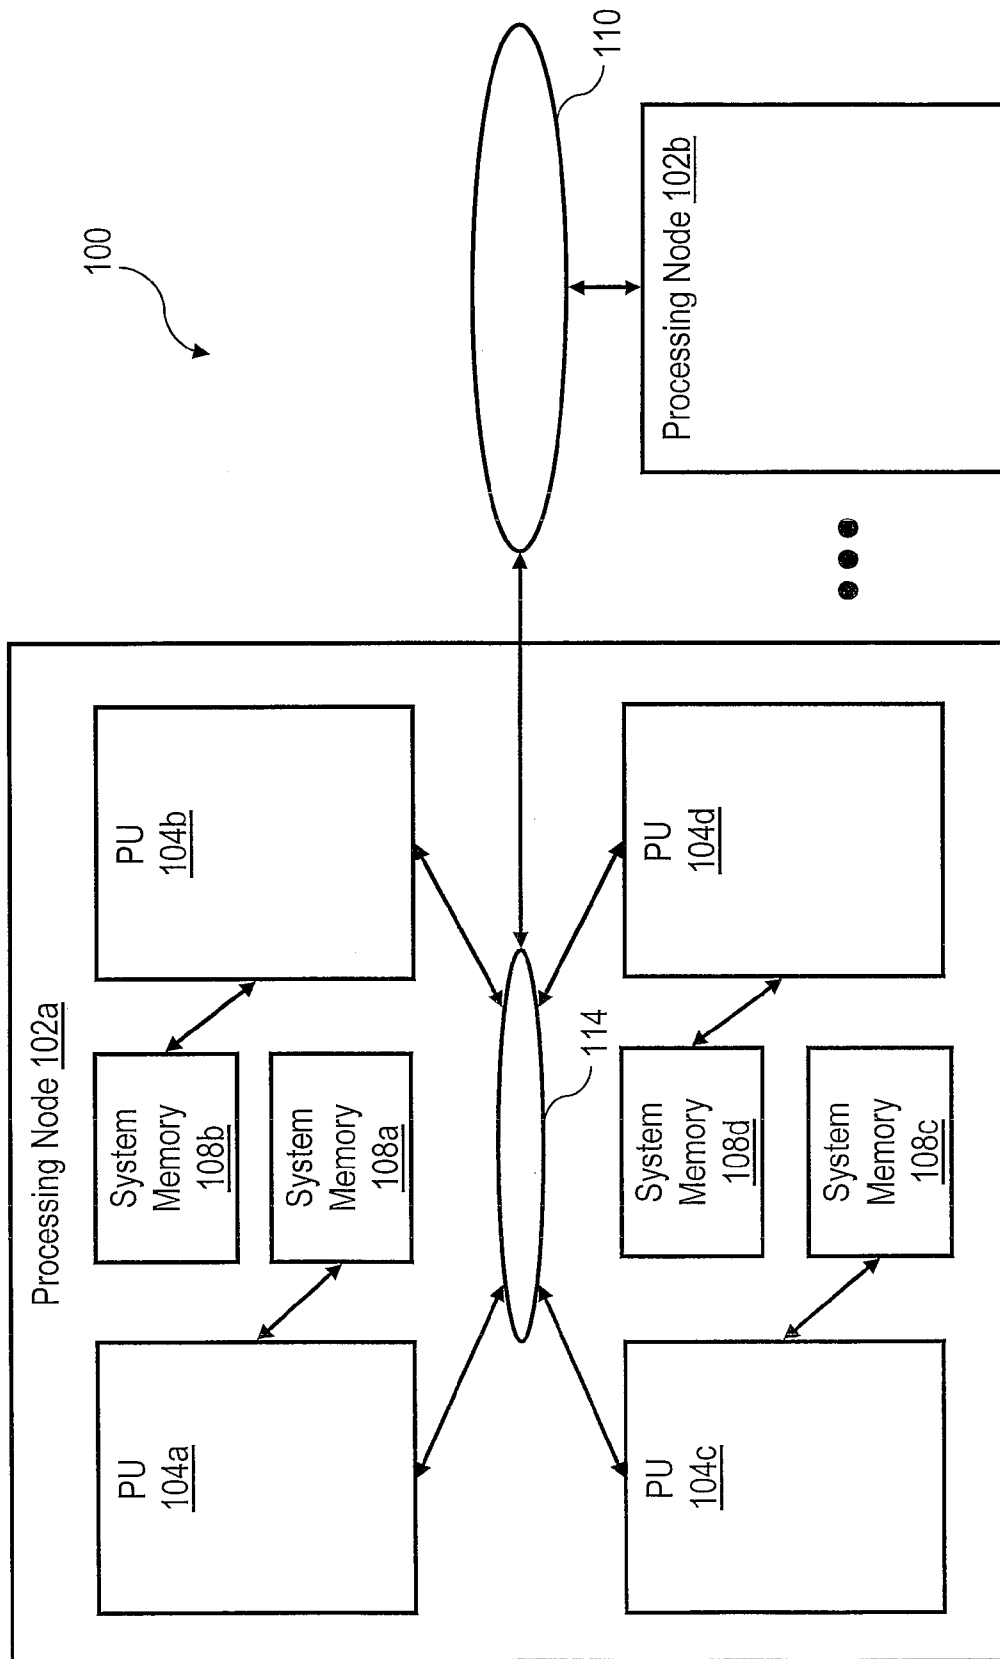 100
Processing Node 102a
PU
104a
System
Memory
108b
System
Memory
108a
PU
104b
110
114
PU
104c
System
Memory
108d
System
Memory
108c
PU
104d
Processing Node 102b